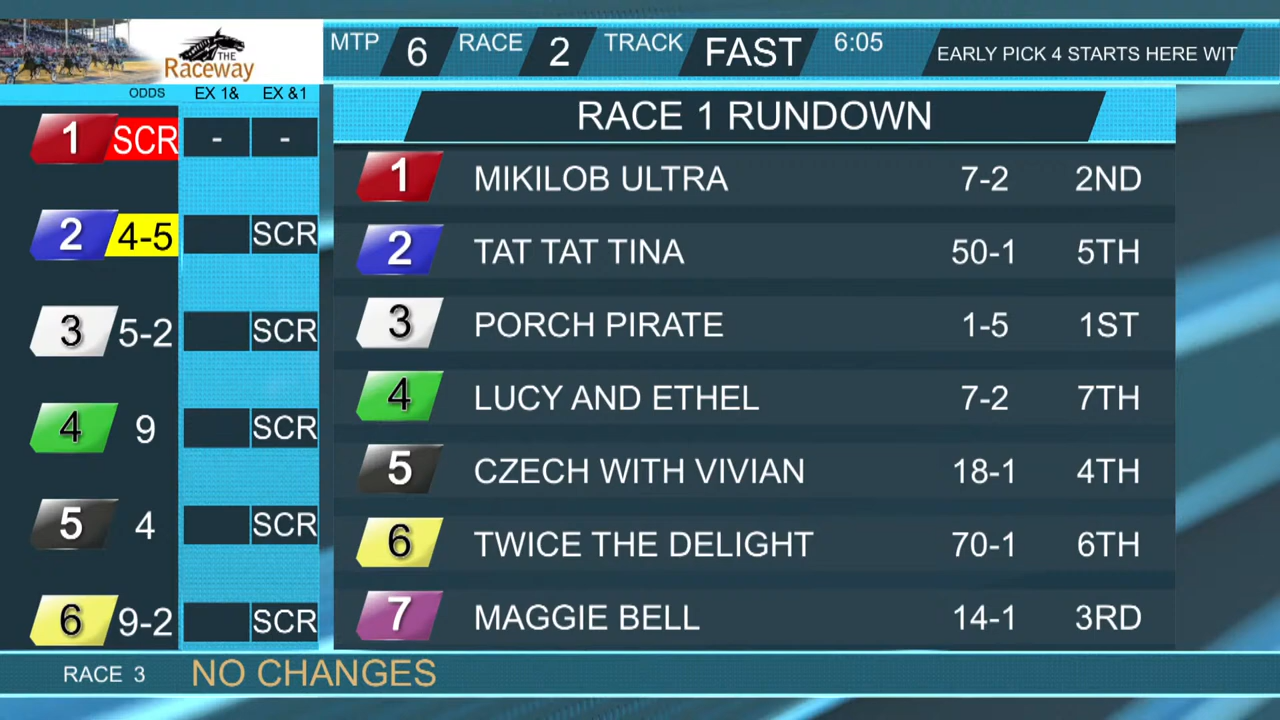 THE
Raceway
MTP 6 RACE 2 TRACK FAST 6:05
EARLY PICK 4 STARTS HERE WIT
ODDS EX 1& EX &1
1 SCR - -
2 4-5 SCR
3 5-2 SCR
4 9 SCR
5 4 SCR
6 9-2 SCR
RACE 1 RUNDOWN
1 MIKILOB ULTRA 7-2 2ND
2 TAT TAT TINA 50-1 5TH
3 PORCH PIRATE 1-5 1ST
4 LUCY AND ETHEL 7-2 7TH
5 CZECH WITH VIVIAN 18-1 4TH
6 TWICE THE DELIGHT 70-1 6TH
7 MAGGIE BELL 14-1 3RD
RACE 3 NO CHANGES